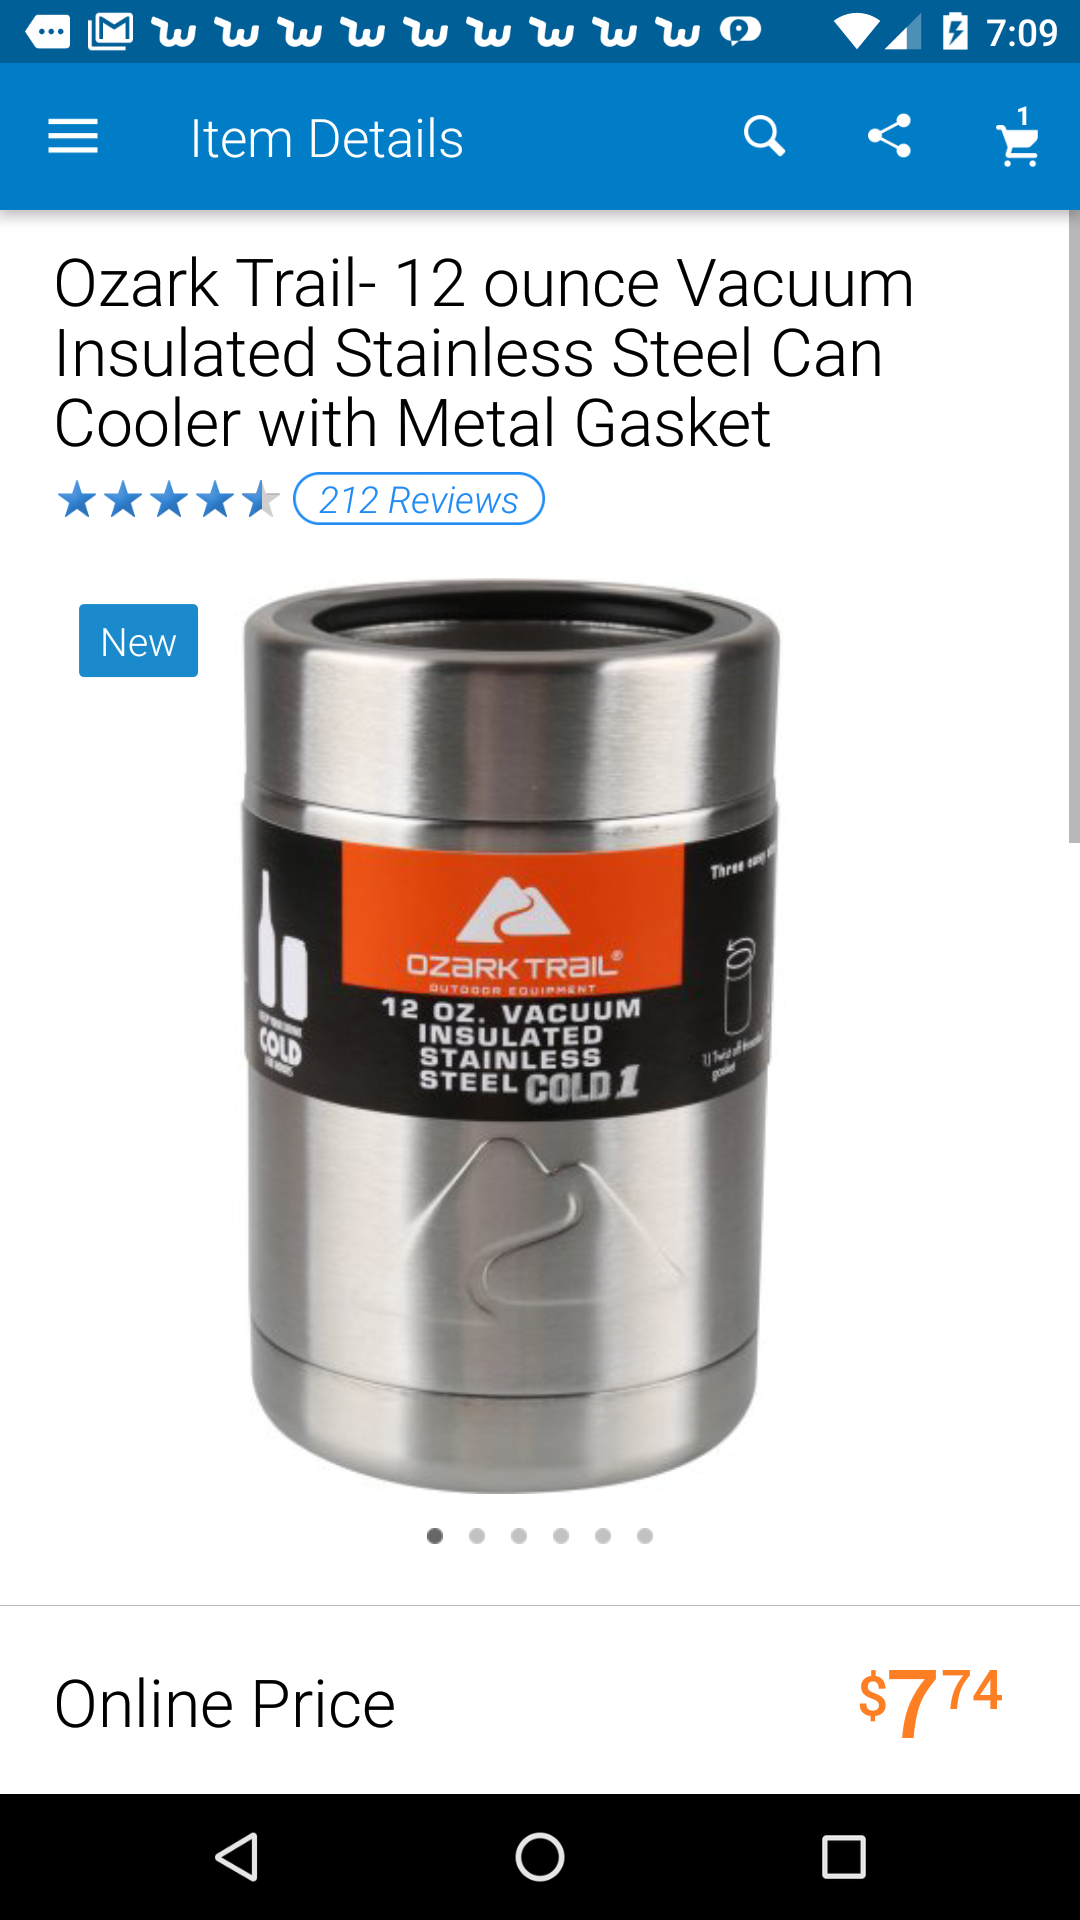 7:09
Item Details
1
Ozark Trail- 12 ounce Vacuum
Insulated Stainless Steel Can
Cooler with Metal Gasket
212 Reviews
New
Three easy
OZARK TRAIL®
OUTDOOR EQUIPMENT
12 OZ. VACUUM
INSULATED
STAINLESS
STEEL COLD 1
COLD
1) Twist off
gasket
Online Price
$7 74